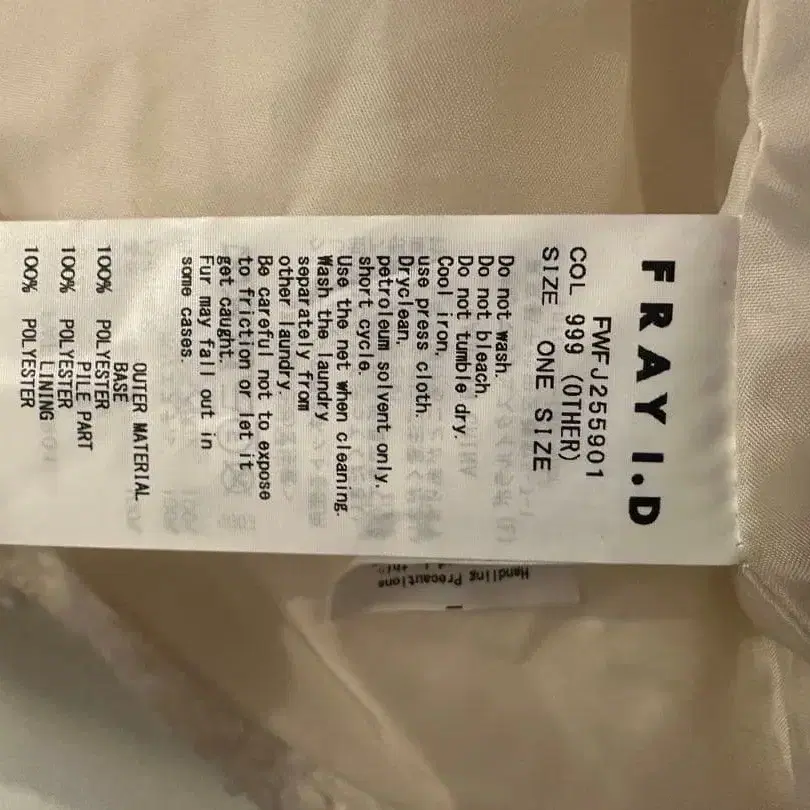 FRAY I.D
FWFJ255901
COL 999 (OTHER)
SIZE ONE SIZE
Do not wash.
Do not bleach.
Do not tumble dry.
Cool iron,
use press cloth.
Dryclean,
petroleum solvent only.
short cycle.
Use the net when cleaning.
Wash the laundry
separately from
other laundry.
Be careful not to expose
to friction or let it
get caught.
Fur may fall out in
some cases.
OUTER MATERIAL
BASE
100% POLYESTER
PILE PART
100% POLYESTER
LINING
100% POLYESTER
Handling Precautions